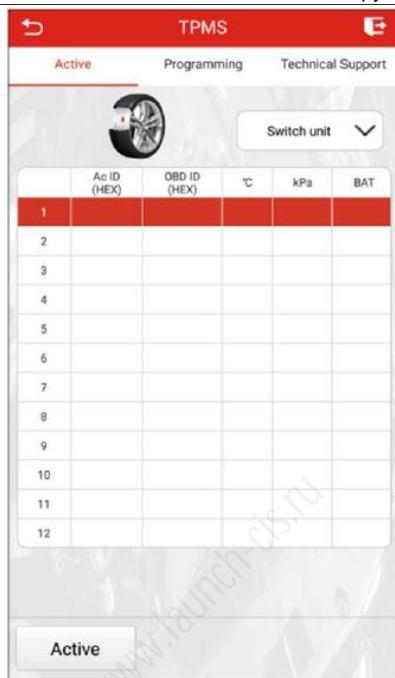 TPMS
Active Programming Technical Support
Switch unit
Ac ID OBD ID ℃ kPa BAT
(HEX) (HEX)
1
2
3
4
5
6
7
8
9
10
11
12
www.launch-cls.ru
Active